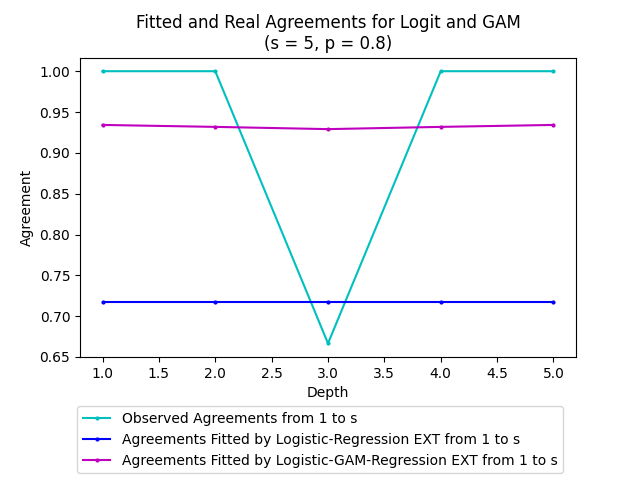 Fitted and Real Agreements for Logit and GAM
(s = 5, p = 0.8)
Agreement
1.00
0.95
0.90
0.85
0.80
0.75
0.70
0.65
1.0 1.5 2.0 2.5 3.0 3.5 4.0 4.5 5.0
Depth
Observed Agreements from 1 to s
Agreements Fitted by Logistic-Regression EXT from 1 to s
Agreements Fitted by Logistic-GAM-Regression EXT from 1 to s